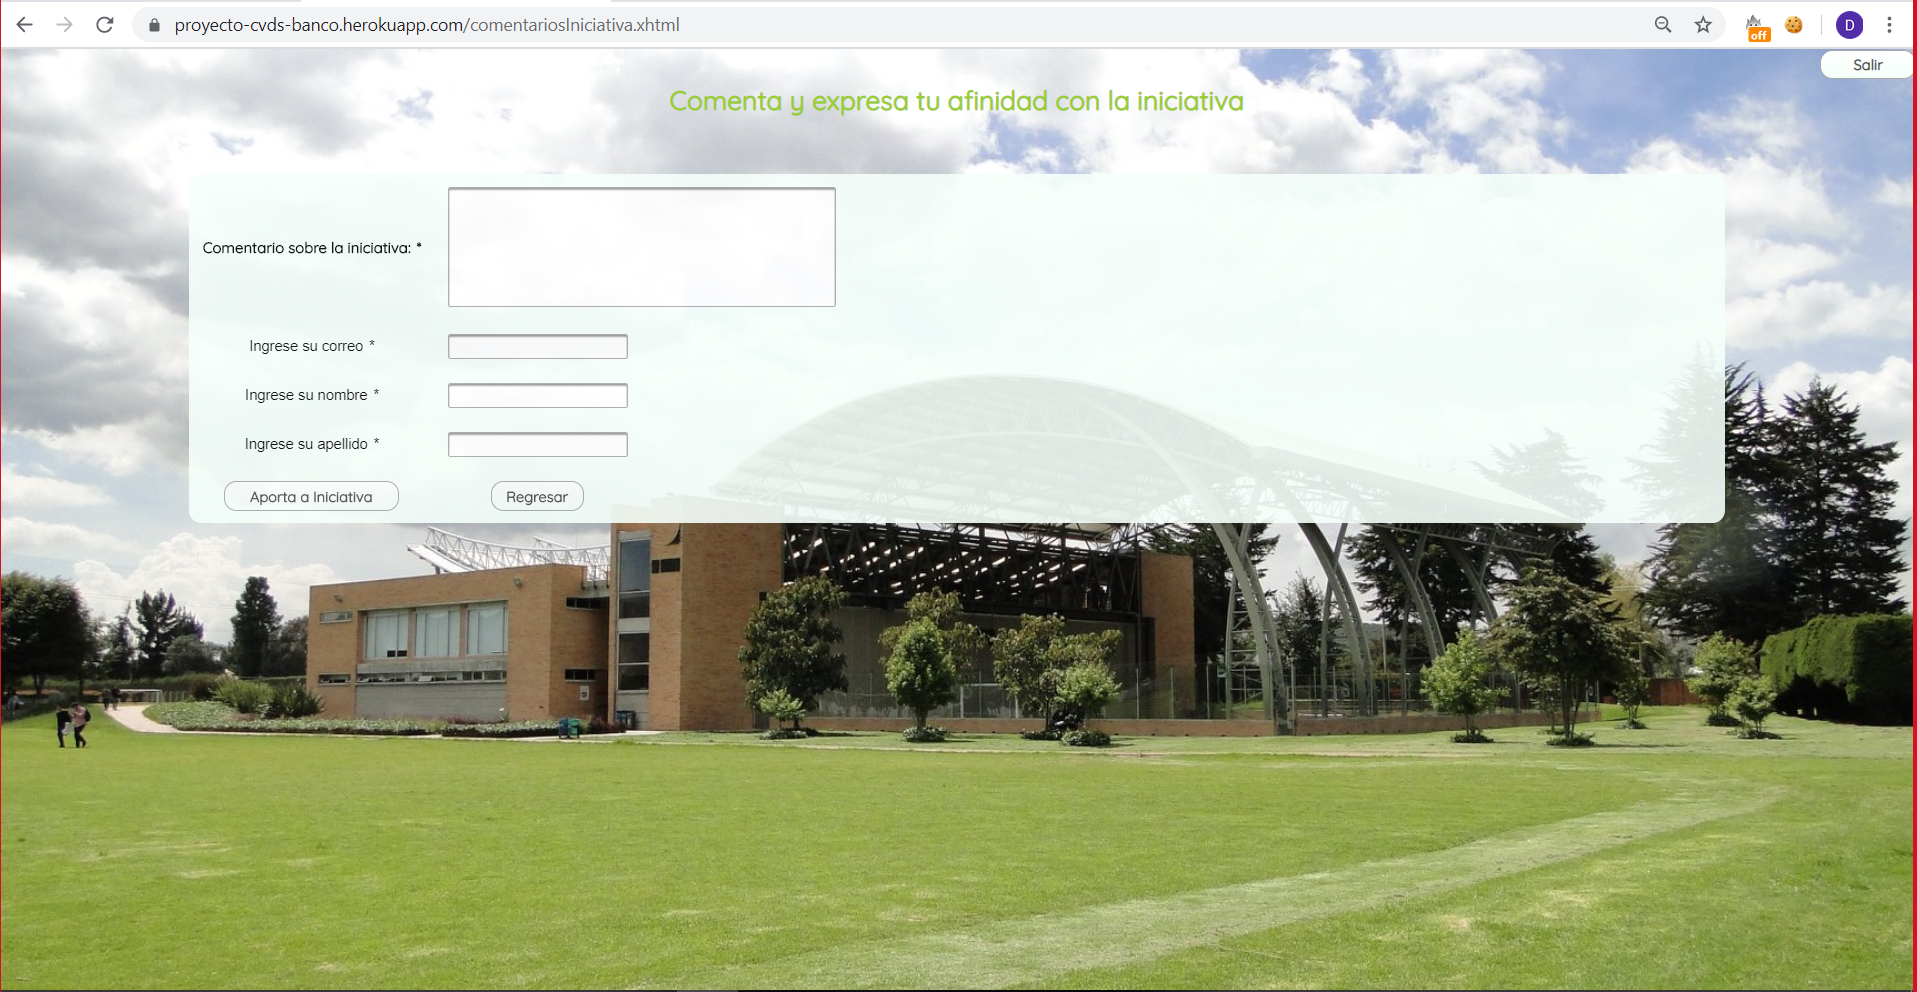 proyecto-cvds-banco.herokuapp.com/comentariosIniciativa.xhtml
off
D
Salir
Comenta y expresa tu afinidad con la iniciativa
Comentario sobre la iniciativa: *
Ingrese su correo *
Ingrese su nombre *
Ingrese su apellido *
Aporta a Iniciativa Regresar